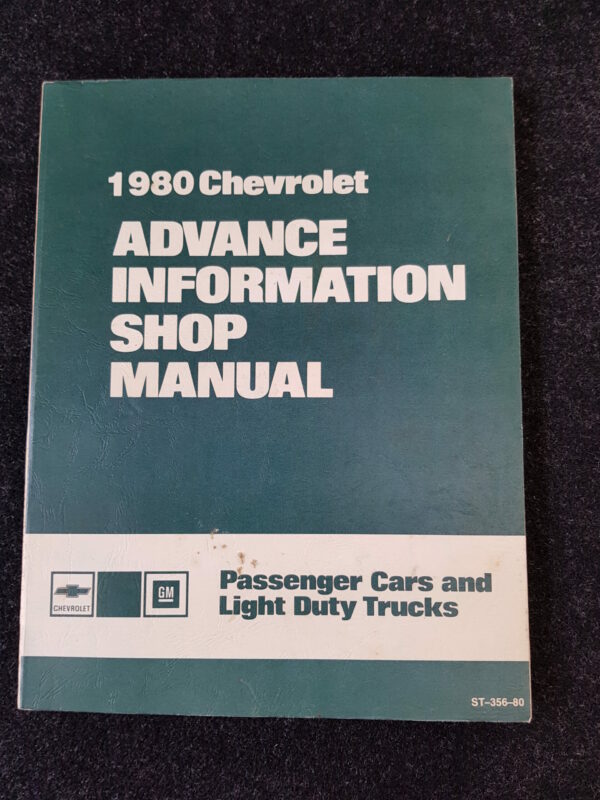 1980 Chevrolet
ADVANCE
INFORMATION
SHOP
MANUAL
CHEVROLET
GM
Passenger Cars and
Light Duty Trucks
ST-356-80